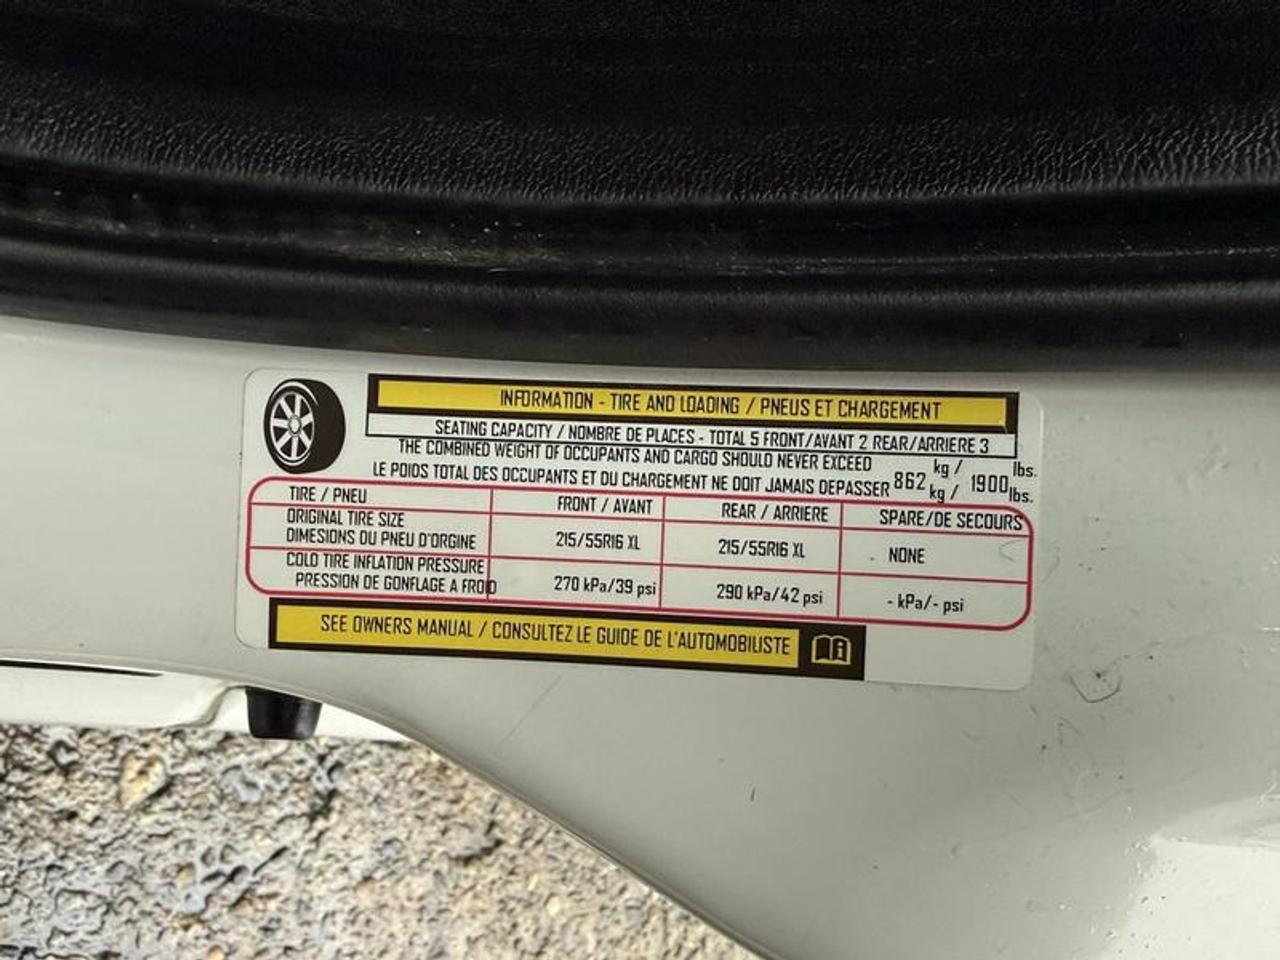 INFORMATION - TIRE AND LOADING / PNEUS ET CHARGEMENT
SEATING CAPACITY / NOMBRE DE PLACES - TOTAL 5 FRONT/AVANT 2 REAR/ARRIERE 3
THE COMBINED WEIGHT OF OCCUPANTS AND CARGO SHOULD NEVER EXCEED kg / lbs.
LE POIDS TOTAL DES OCCUPANTS ET DU CHARGEMENT NE DOIT JAMAIS DEPASSER 862 kg / 1900 lbs.
TIRE / PNEU FRONT / AVANT REAR / ARRIERE SPARE/DE SECOURS
ORIGINAL TIRE SIZE
DIMESIONS OU PNEU D'ORGINE 215/55R16 XL 215/55R16 XL . NONE
COLD TIRE INFLATION PRESSURE
PRESSION DE GONFLAGE A FROID 270 kPa/39 psi 290 kPa/42 psi - kPa/- psi
SEE OWNERS MANUAL / CONSULTEZ LE GUIDE DE L'AUTOMOBILISTE